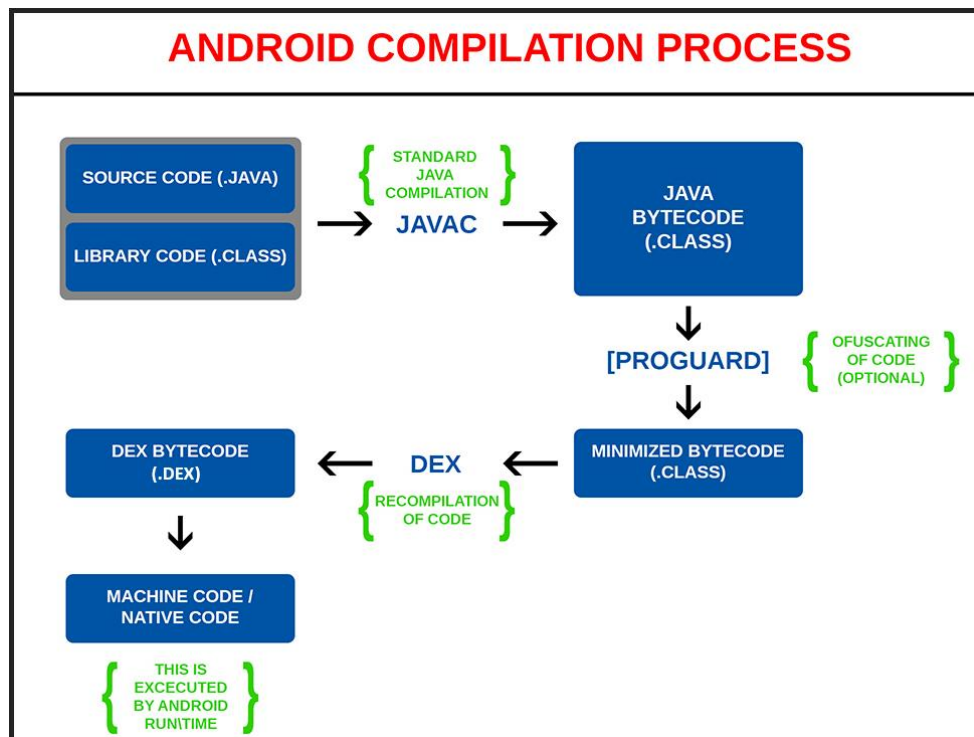 ANDROID COMPILATION PROCESS
SOURCE CODE (.JAVA)
LIBRARY CODE (.CLASS)
STANDARD
JAVA
COMPILATION
JAVAC
JAVA
BYTECODE
(.CLASS)
[PROGUARD]
OFUSCATING
OF CODE
(OPTIONAL)
MINIMIZED BYTECODE
(.CLASS)
DEX
RECOMPILATION
OF CODE
DEX BYTECODE
(.DEX)
MACHINE CODE /
NATIVE CODE
THIS IS
EXCECUTED
BY ANDROID
RUN\TIME